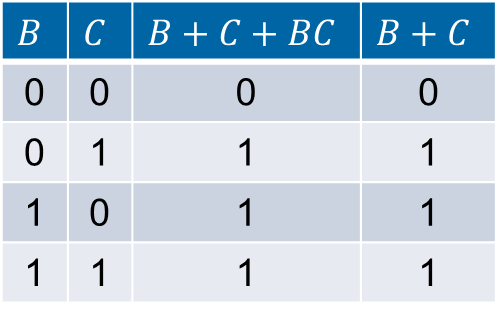 B C B + C + BC B + C
0 0 0 0
0 1 1 1
1 0 1 1
1 1 1 1